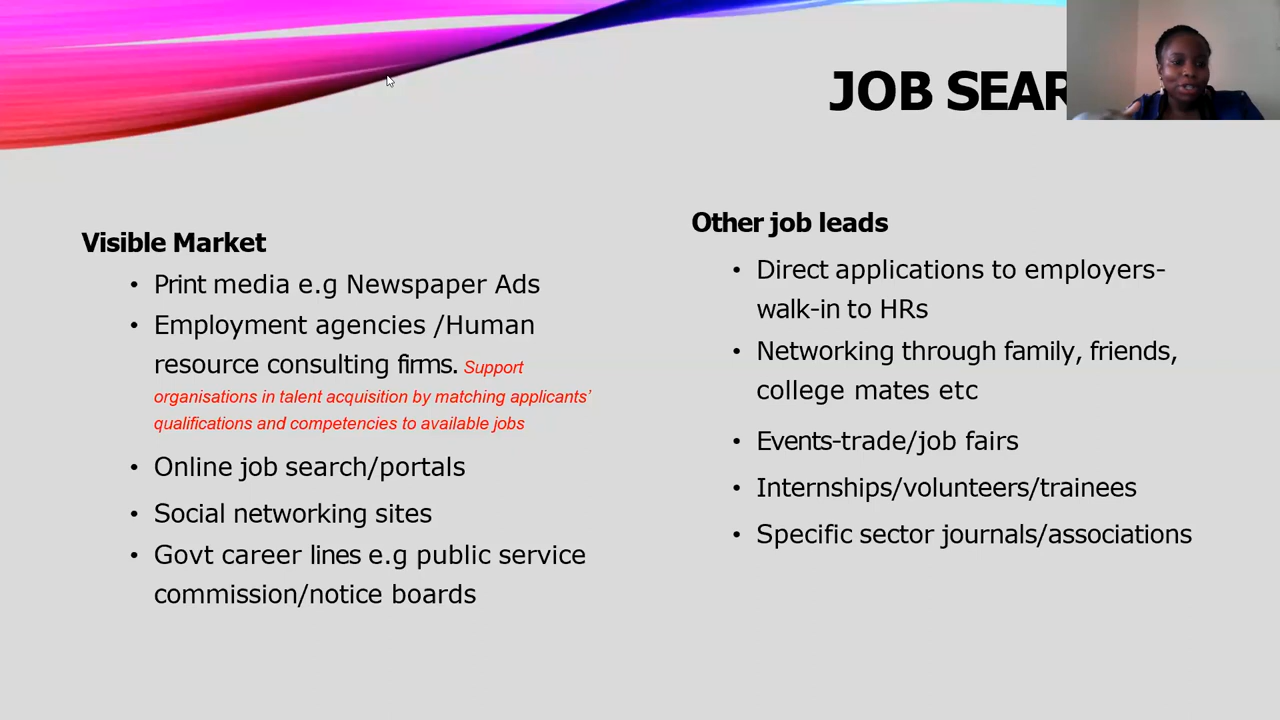 JOB SEAR
Visible Market
• Print media e.g Newspaper Ads
• Employment agencies /Human
resource consulting firms. Support
organisations in talent acquisition by matching applicants’
qualifications and competencies to available jobs
• Online job search/portals
• Social networking sites
• Govt career lines e.g public service
commission/notice boards
Other job leads
• Direct applications to employers-
walk-in to HRs
• Networking through family, friends,
college mates etc
• Events-trade/job fairs
• Internships/volunteers/trainees
• Specific sector journals/associations